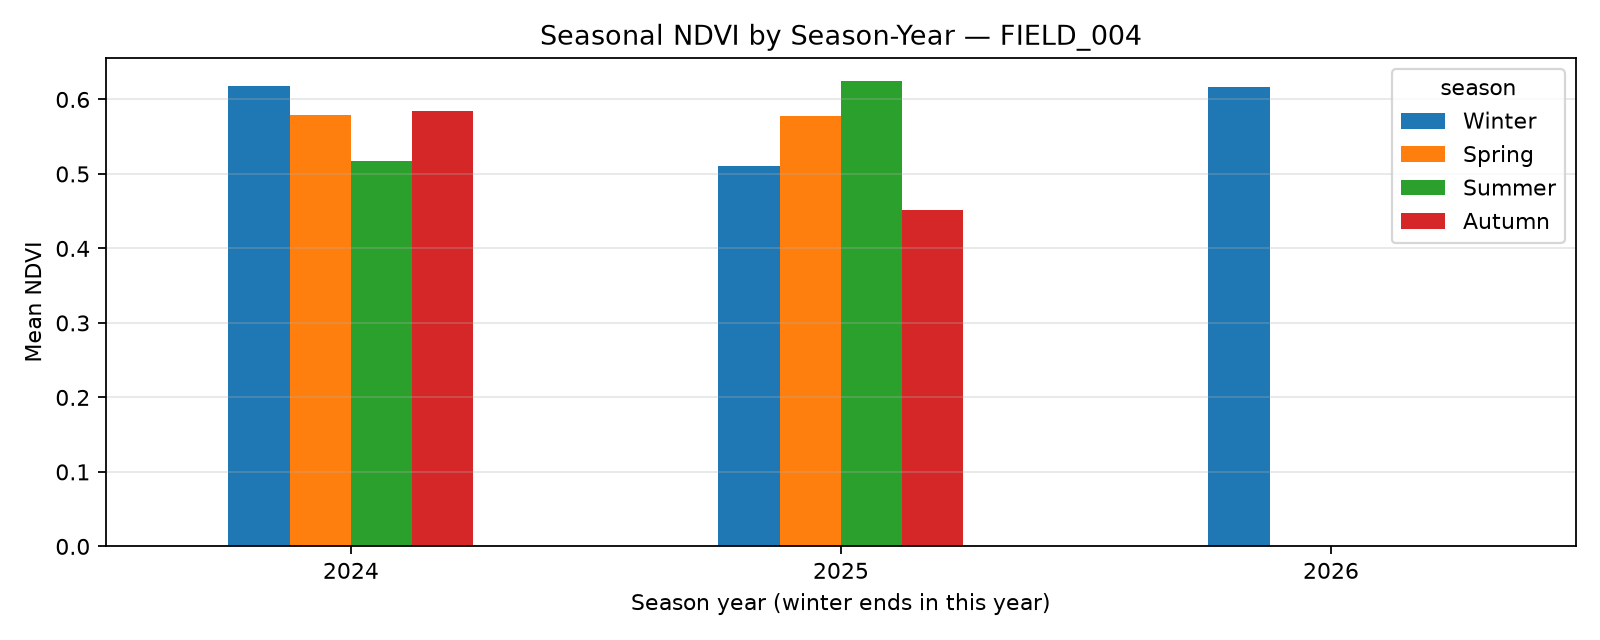 Seasonal NDVI by Season-Year — FIELD_004
season
Winter
Spring
Summer
Autumn
Mean NDVI
0.6
0.5
0.4
0.3
0.2
0.1
0.0
2024
2025
2026
Season year (winter ends in this year)